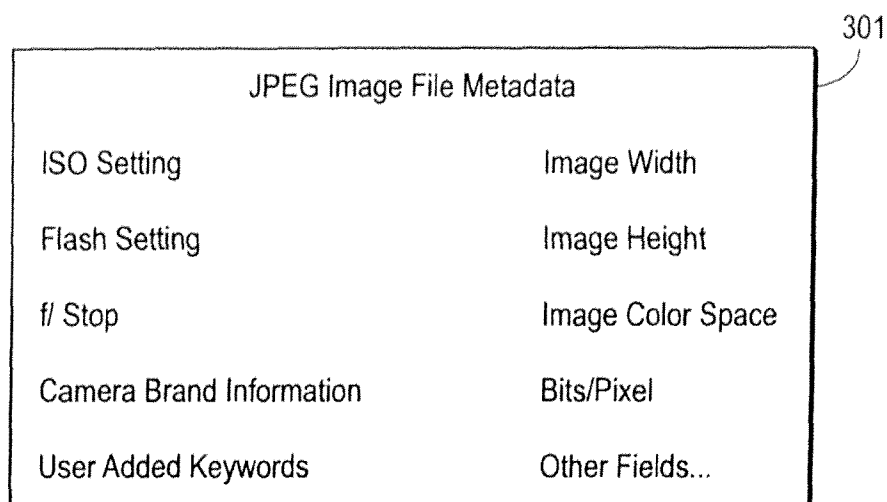 301
JPEG Image File Metadata
ISO Setting
Image Width
Flash Setting
Image Height
f/ Stop
Image Color Space
Camera Brand Information
Bits/Pixel
User Added Keywords
Other Fields...